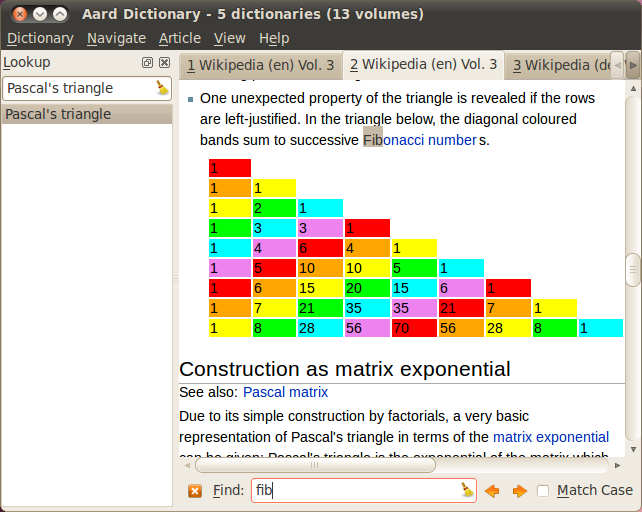 Aard Dictionary - 5 dictionaries (13 volumes)
Dictionary Navigate Article View Help
Lookup
Pascal's triangle
Pascal's triangle
1 Wikipedia (en) Vol. 3 2 Wikipedia (en) Vol. 3 3 Wikipedia (de
One unexpected property of the triangle is revealed if the rows
are left-justified. In the triangle below, the diagonal coloured
bands sum to successive Fibonacci numbers.
1
1 1
1 2 1
1 3 3 1
1 4 6 4 1
1 5 10 10 5 1
1 6 15 20 15 6 1
1 7 21 35 35 21 7 1
1 8 28 56 70 56 28 8 1
Construction as matrix exponential
See also: Pascal matrix
Due to its simple construction by factorials, a very basic
representation of Pascal's triangle in terms of the matrix exponential
can be given: Pascal's triangle is the exponential of the matrix which
Find: fib Match Case